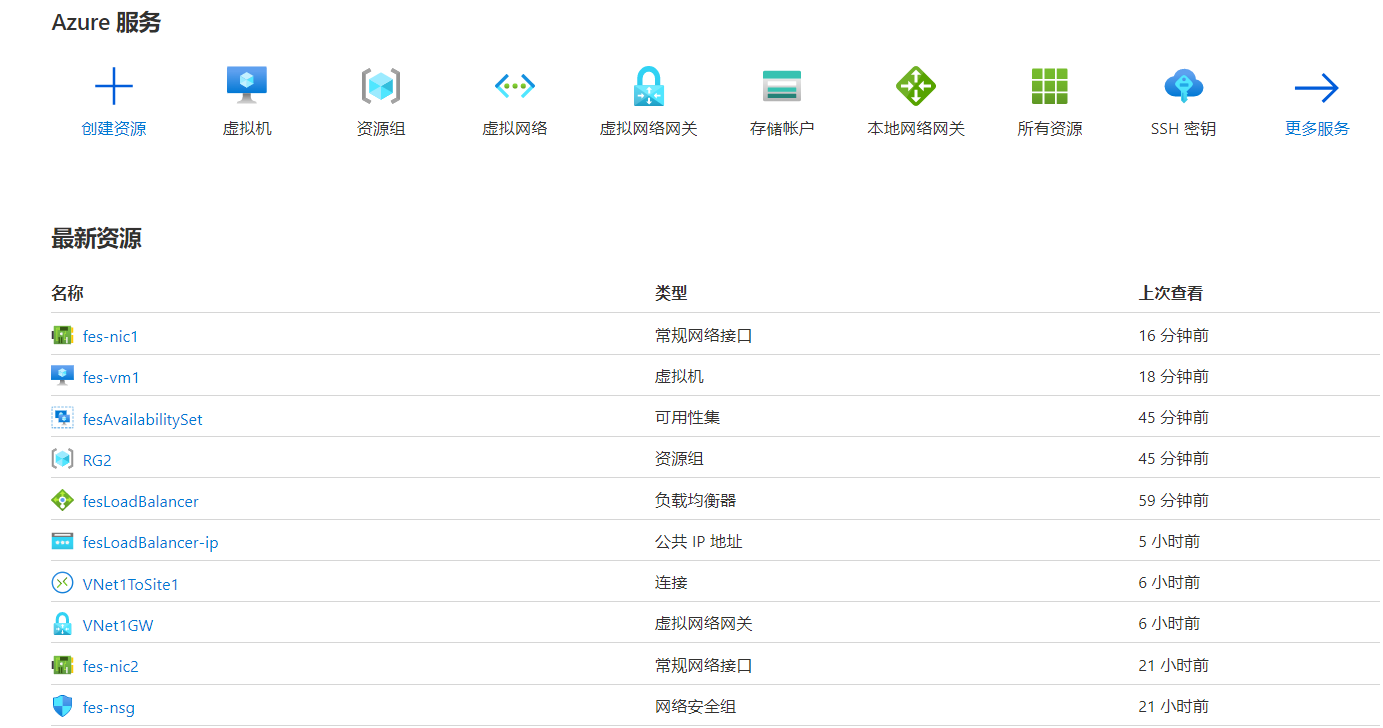 Azure 服务
创建资源 虚拟机 资源组 虚拟网络 虚拟网络网关 存储帐户 本地网络网关 所有资源 SSH 密钥 更多服务
最新资源
名称 类型 上次查看
fes-nic1 常规网络接口 16 分钟前
fes-vm1 虚拟机 18 分钟前
fesAvailabilitySet 可用性集 45 分钟前
RG2 资源组 45 分钟前
fesLoadBalancer 负载均衡器 59 分钟前
fesLoadBalancer-ip 公共 IP 地址 5 小时前
VNet1ToSite1 连接 6 小时前
VNet1GW 虚拟网络网关 6 小时前
fes-nic2 常规网络接口 21 小时前
fes-nsg 网络安全组 21 小时前